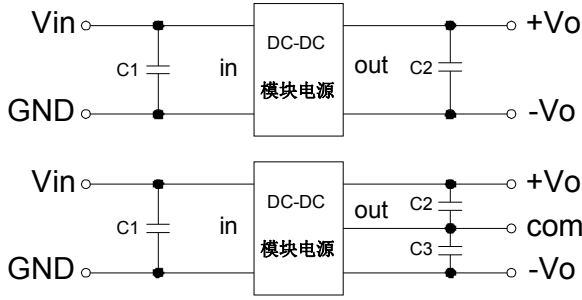 Vin
DC-DC
+Vo
C1
in
out
C2
模块电源
GND
-Vo
Vin
DC-DC
+Vo
C2
out
C1
in
com
模块电源
C3
GND
-Vo